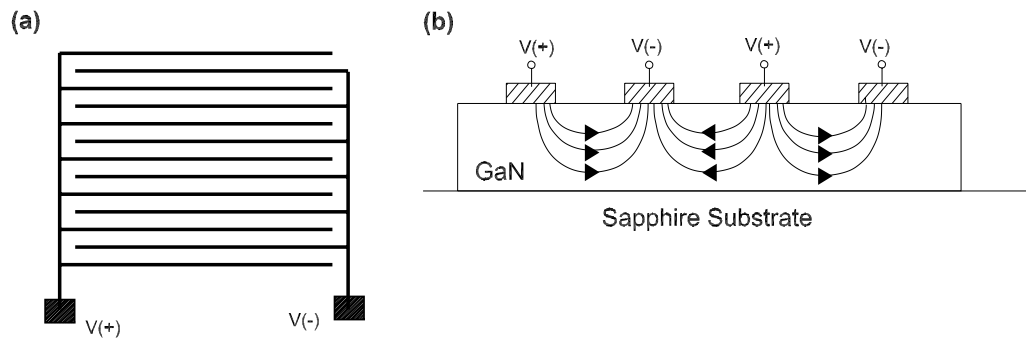 (a)
V(+)
V(-)
(b)
V(+)
V(-)
V(+)
V(-)
GaN
Sapphire Substrate